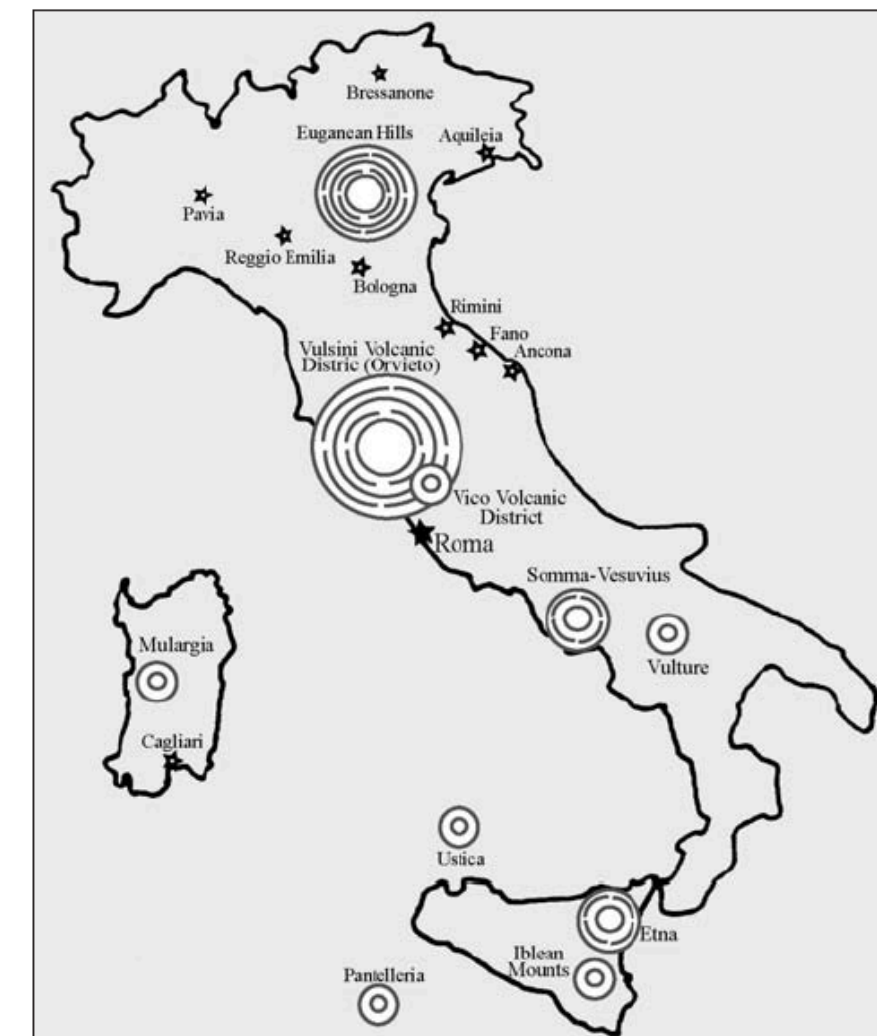 Bressanone
Euganean Hills
Aquileia
Pavia
Reggio Emilia
Bologna
Rimini
Fano
Ancona
Vulsini Volcanic
Distric (Orvieto)
Vico Volcanic
District
Roma
Somma-Vesuvius
Mulargia
Vulture
Cagliari
Ustica
Etna
Iblean
Mounts
Pantelleria